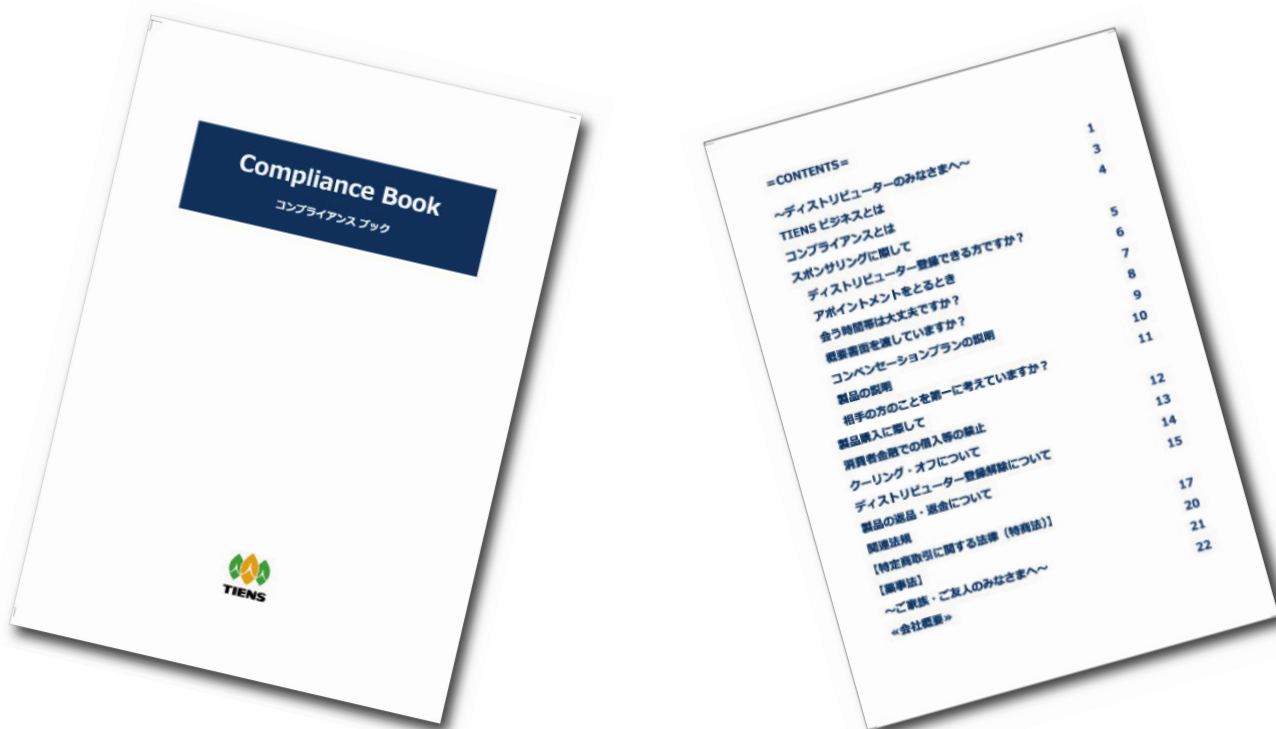 Compliance Book
コンプライアンス ブック
TIENS
=CONTENTS=
~ディストリビューターのみなさまへ~ 1
TIENS ビジネスとは 3
コンプライアンスとは 4
スポンサリングに際して
ディストリビューター登録できる方ですか? 5
アポイントメントをとるとき 6
会う時間帯は大丈夫ですか? 7
概要書面を渡していますか? 8
コンペンセーションプランの説明 9
製品の説明 10
相手の方のことを第一に考えていますか? 11
製品購入に際して
消費者金融での借入等の禁止 12
クーリング・オフについて 13
ディストリビューター登録解除について 14
製品の返品・返金について 15
関連法規
【特定商取引に関する法律(特商法)】 17
【薬事法】 20
~ご家族・ご友人のみなさまへ~ 21
≪会社概要≫ 22